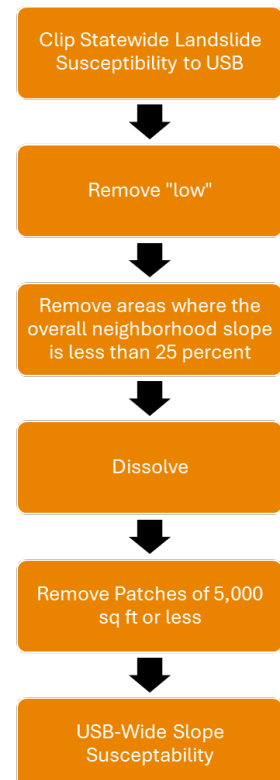 Clip Statewide Landslide
Susceptibility to USB
Remove "low"
Remove areas where the
overall neighborhood slope
is less than 25 percent
Dissolve
Remove Patches of 5,000
sq ft or less
USB-Wide Slope
Susceptability